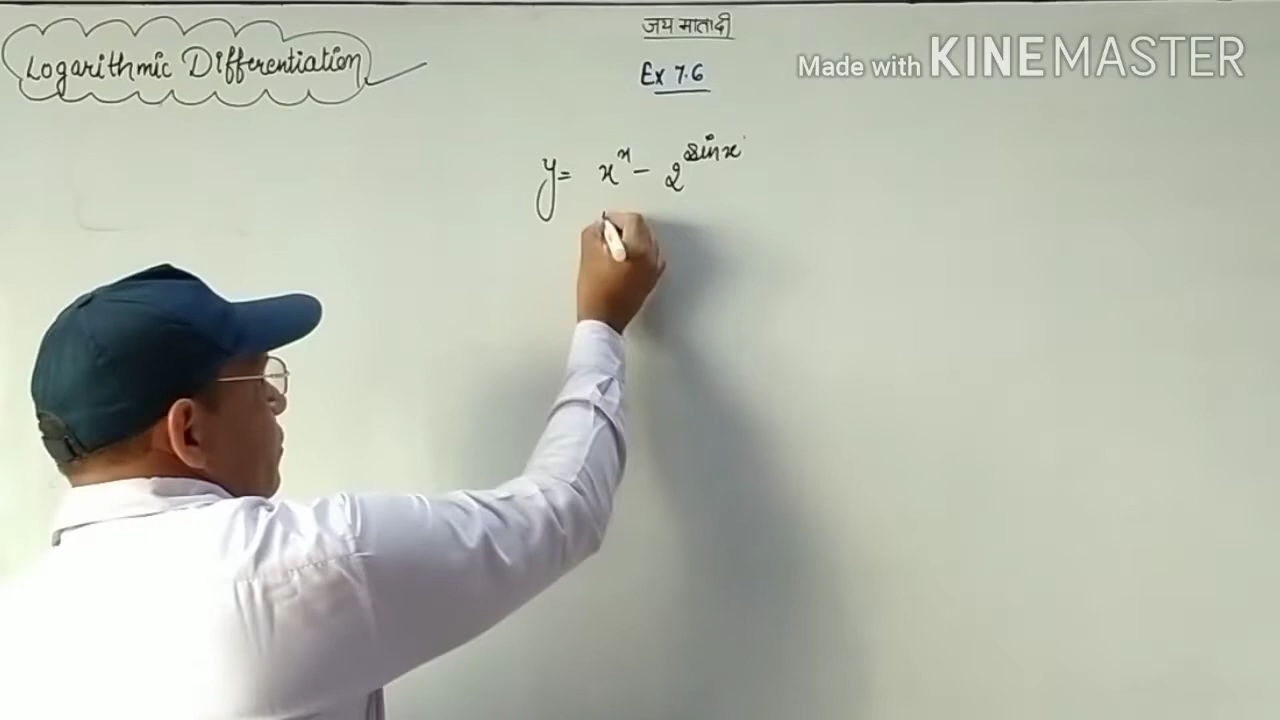 जय माता दी
Made with KINEMASTER
Logarithmic Differentiation
Ex 7.6
y = x^x - 2^sinx